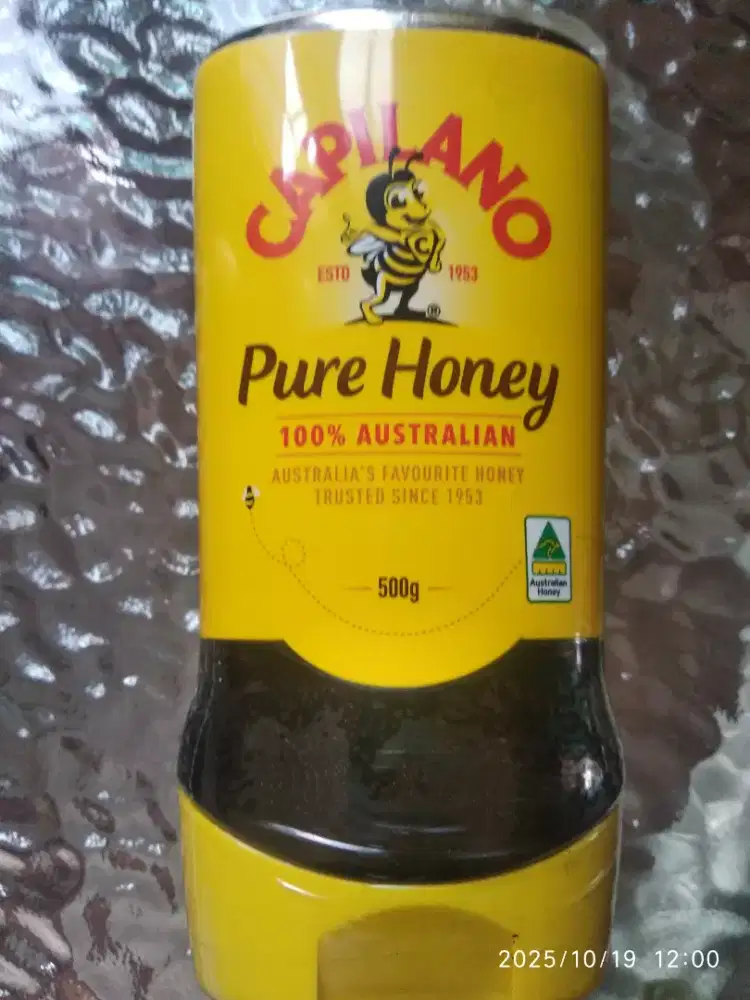 CAPILANO
C
ESTD 1953
®
Pure Honey
100% AUSTRALIAN
AUSTRALIA'S FAVOURITE HONEY
TRUSTED SINCE 1953
500g
Australian
Honey
2025/10/19 12:00